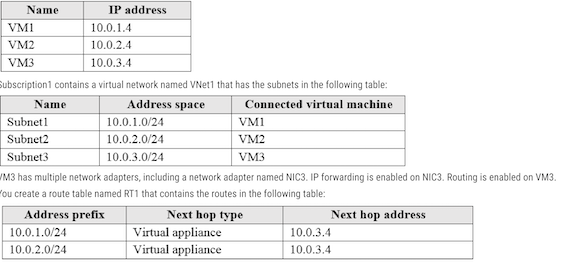 Name IP address
VM1 10.0.1.4
VM2 10.0.2.4
VM3 10.0.3.4
Subscription1 contains a virtual network named VNet1 that has the subnets in the following table:
Name Address space Connected virtual machine
Subnet1 10.0.1.0/24 VM1
Subnet2 10.0.2.0/24 VM2
Subnet3 10.0.3.0/24 VM3
VM3 has multiple network adapters, including a network adapter named NIC3. IP forwarding is enabled on NIC3. Routing is enabled on VM3.
You create a route table named RT1 that contains the routes in the following table:
Address prefix Next hop type Next hop address
10.0.1.0/24 Virtual appliance 10.0.3.4
10.0.2.0/24 Virtual appliance 10.0.3.4